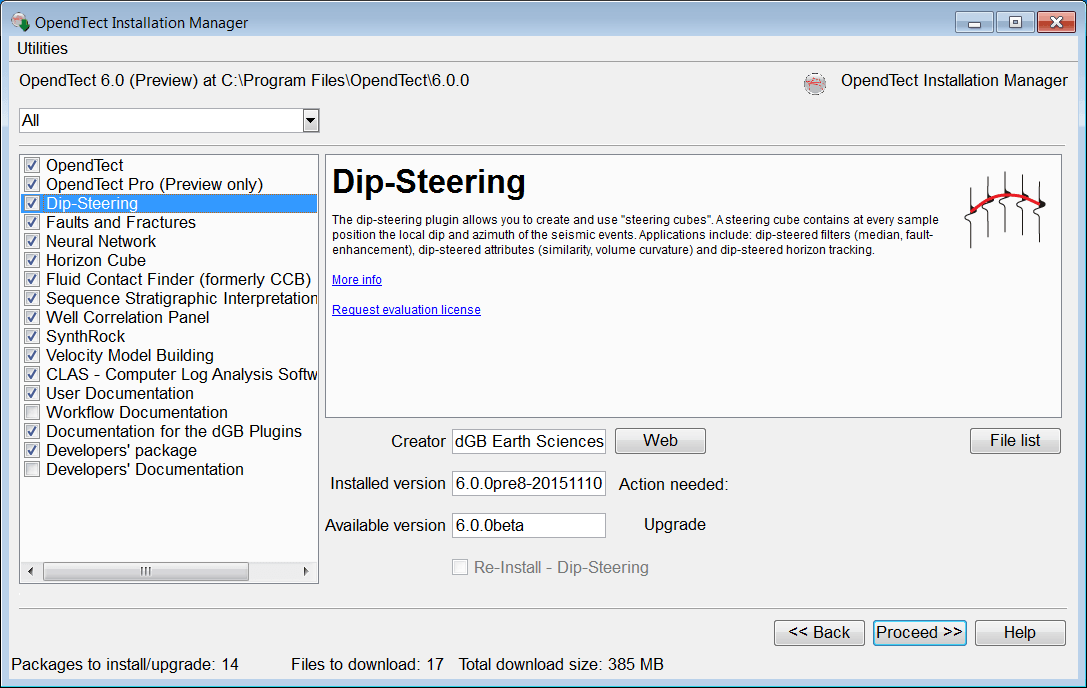 OpendTect Installation Manager
Utilities
OpendTect 6.0 (Preview) at C:\Program Files\OpendTect\6.0.0
OpendTect Installation Manager
All
OpendTect
OpendTect Pro (Preview only)
Dip-Steering
Faults and Fractures
Neural Network
Horizon Cube
Fluid Contact Finder (formerly CCB)
Sequence Stratigraphic Interpretation
Well Correlation Panel
SynthRock
Velocity Model Building
CLAS - Computer Log Analysis Softw
User Documentation
Workflow Documentation
Documentation for the dGB Plugins
Developers' package
Developers' Documentation
Dip-Steering
The dip-steering plugin allows you to create and use "steering cubes". A steering cube contains at every sample
position the local dip and azimuth of the seismic events. Applications include: dip-steered filters (median, fault-
enhancement), dip-steered attributes (similarity, volume curvature) and dip-steered horizon tracking.
More info
Request evaluation license
Creator dGB Earth Sciences Web File list
Installed version 6.0.0pre8-20151110 Action needed:
Available version 6.0.0beta Upgrade
Re-Install - Dip-Steering
<< Back Proceed >> Help
Packages to install/upgrade: 14 Files to download: 17 Total download size: 385 MB